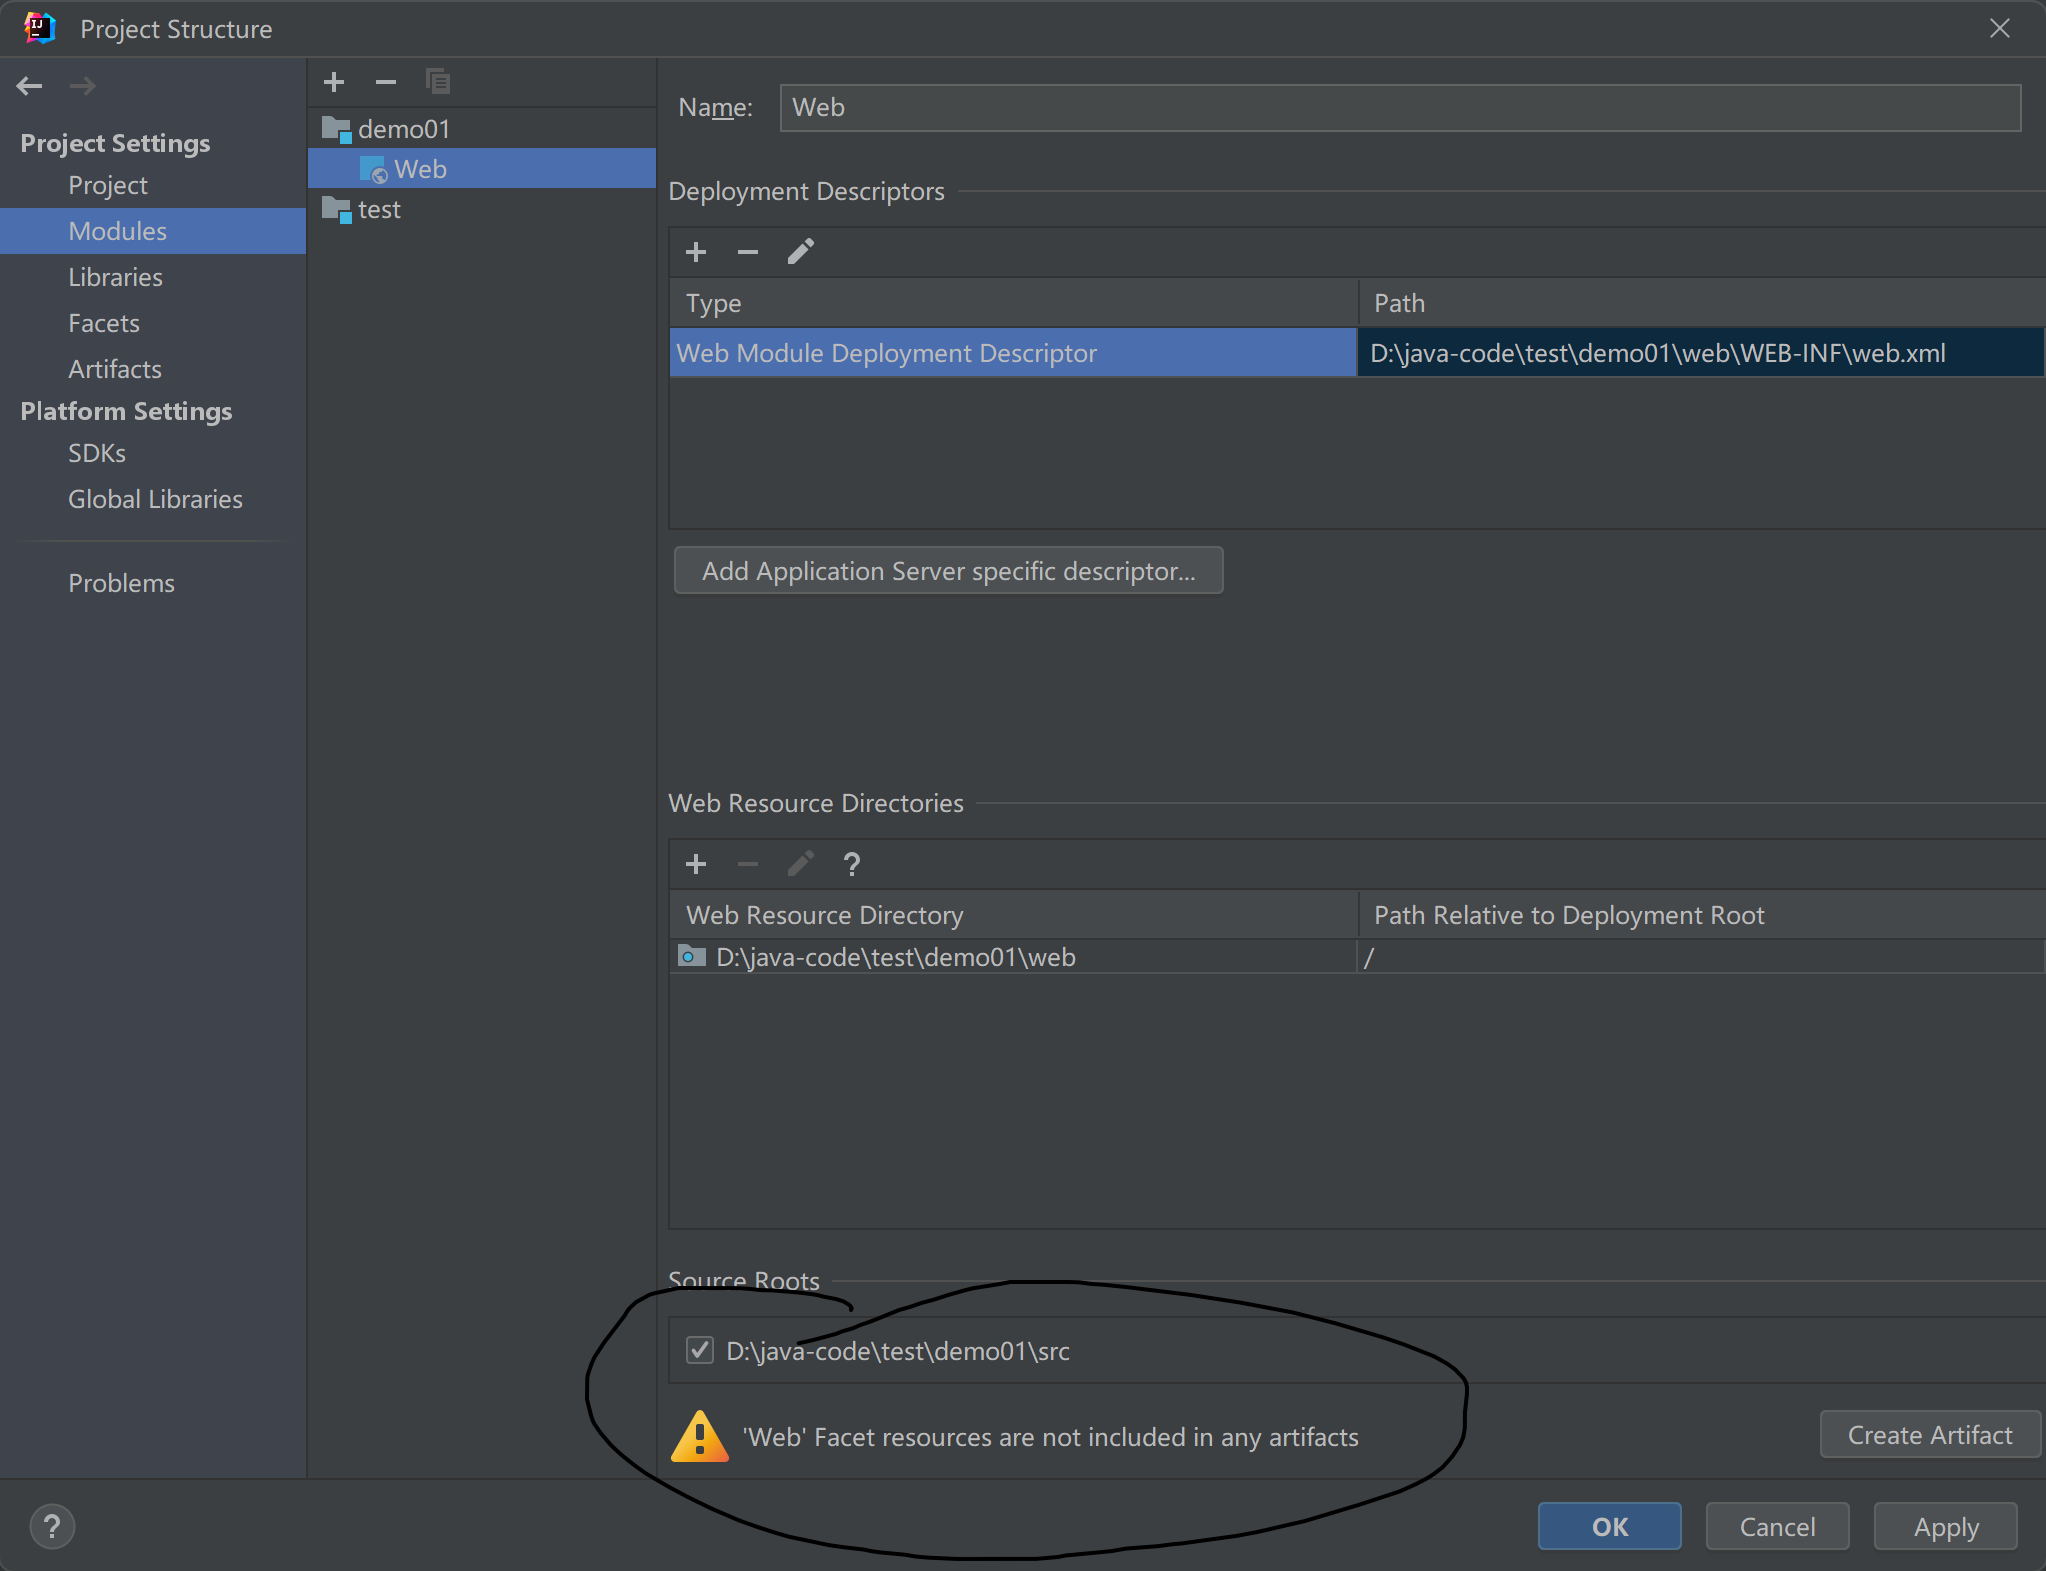 Project Structure
Project Settings
Project
Modules
Libraries
Facets
Artifacts
Platform Settings
SDKs
Global Libraries
Problems
demo01
Web
test
Name: Web
Deployment Descriptors
Type Path
Web Module Deployment Descriptor D:\java-code\test\demo01\web\WEB-INF\web.xml
Add Application Server specific descriptor...
Web Resource Directories
?
Web Resource Directory Path Relative to Deployment Root
D:\java-code\test\demo01\web /
Source Roots
D:\java-code\test\demo01\src
'Web' Facet resources are not included in any artifacts Create Artifact
? OK Cancel Apply